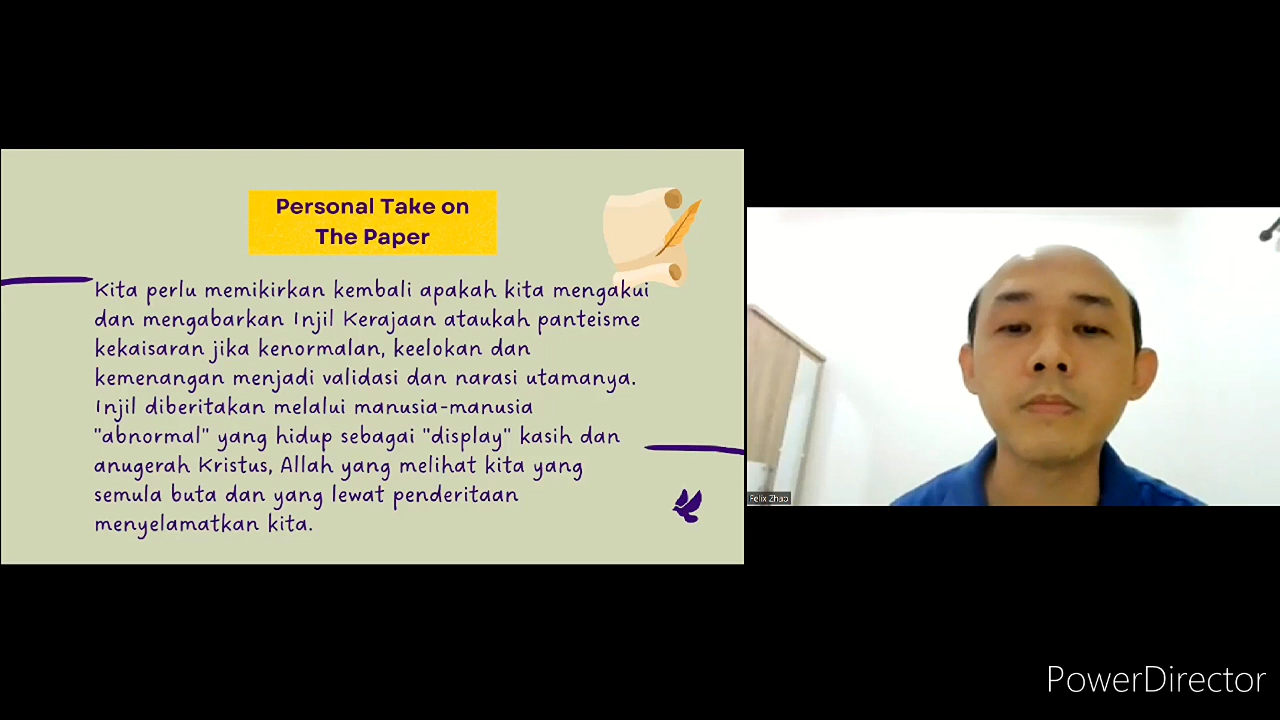 Personal Take on
The Paper
Kita perlu memikirkan kembali apakah kita mengakui
dan mengabarkan Injil Kerajaan ataukah panteisme
kekaisaran jika kenormalan, keelokan dan
kemenangan menjadi validasi dan narasi utamanya.
Injil diberitakan melalui manusia-manusia
"abnormal" yang hidup sebagai "display" kasih dan
anugerah Kristus, Allah yang melihat kita yang
semula buta dan yang lewat penderitaan
menyelamatkan kita.
Felix Zhao
PowerDirector